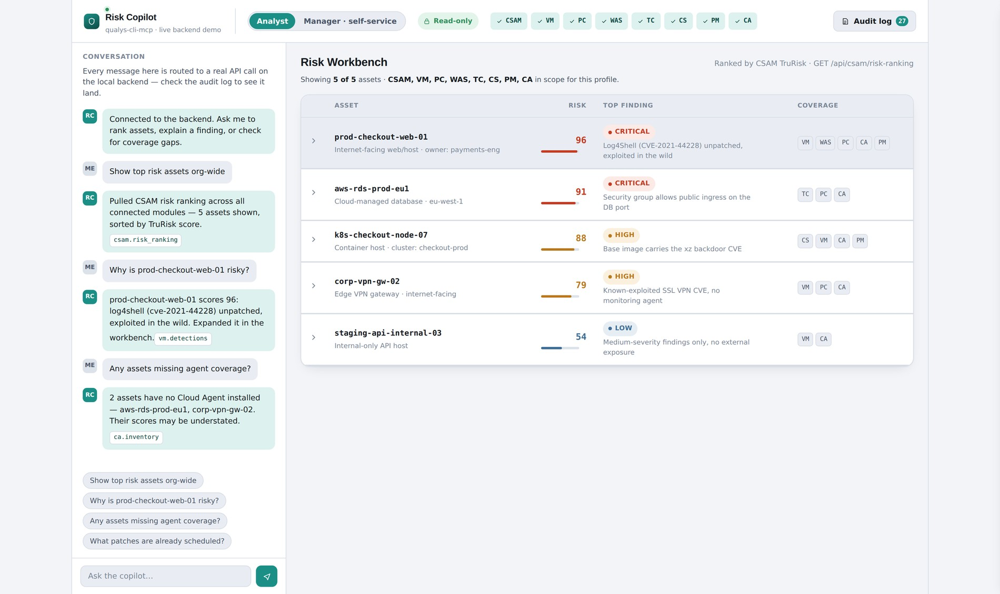 Risk Copilot
qualys-cli-mcp · live backend demo
Analyst
Manager · self-service
Read-only
CSAM
VM
PC
WAS
TC
CS
PM
CA
Audit log 27
CONVERSATION
Every message here is routed to a real API call on
the local backend — check the audit log to see it
land.
RC
Connected to the backend. Ask me to
rank assets, explain a finding, or check
for coverage gaps.
ME
Show top risk assets org-wide
RC
Pulled CSAM risk ranking across all
connected modules — 5 assets shown,
sorted by TruRisk score.
csam.risk_ranking
ME
Why is prod-checkout-web-01 risky?
RC
prod-checkout-web-01 scores 96:
log4shell (cve-2021-44228) unpatched,
exploited in the wild. Expanded it in the
workbench. vm.detections
ME
Any assets missing agent coverage?
RC
2 assets have no Cloud Agent installed
— aws-rds-prod-eu1, corp-vpn-gw-02.
Their scores may be understated.
ca.inventory
Show top risk assets org-wide
Why is prod-checkout-web-01 risky?
Any assets missing agent coverage?
What patches are already scheduled?
Ask the copilot...
Risk Workbench
Ranked by CSAM TruRisk · GET /api/csam/risk-ranking
Showing 5 of 5 assets · CSAM, VM, PC, WAS, TC, CS, PM, CA in scope for this profile.
ASSET RISK TOP FINDING COVERAGE
prod-checkout-web-01
Internet-facing web/host · owner: payments-eng
96
CRITICAL
Log4Shell (CVE-2021-44228) unpatched,
exploited in the wild
VM WAS PC CA PM
aws-rds-prod-eu1
Cloud-managed database · eu-west-1
91
CRITICAL
Security group allows public ingress on the
DB port
TC PC CA
k8s-checkout-node-07
Container host · cluster: checkout-prod
88
HIGH
Base image carries the xz backdoor CVE
CS VM CA PM
corp-vpn-gw-02
Edge VPN gateway · internet-facing
79
HIGH
Known-exploited SSL VPN CVE, no
monitoring agent
VM PC CA
staging-api-internal-03
Internal-only API host
54
LOW
Medium-severity findings only, no external
exposure
VM CA